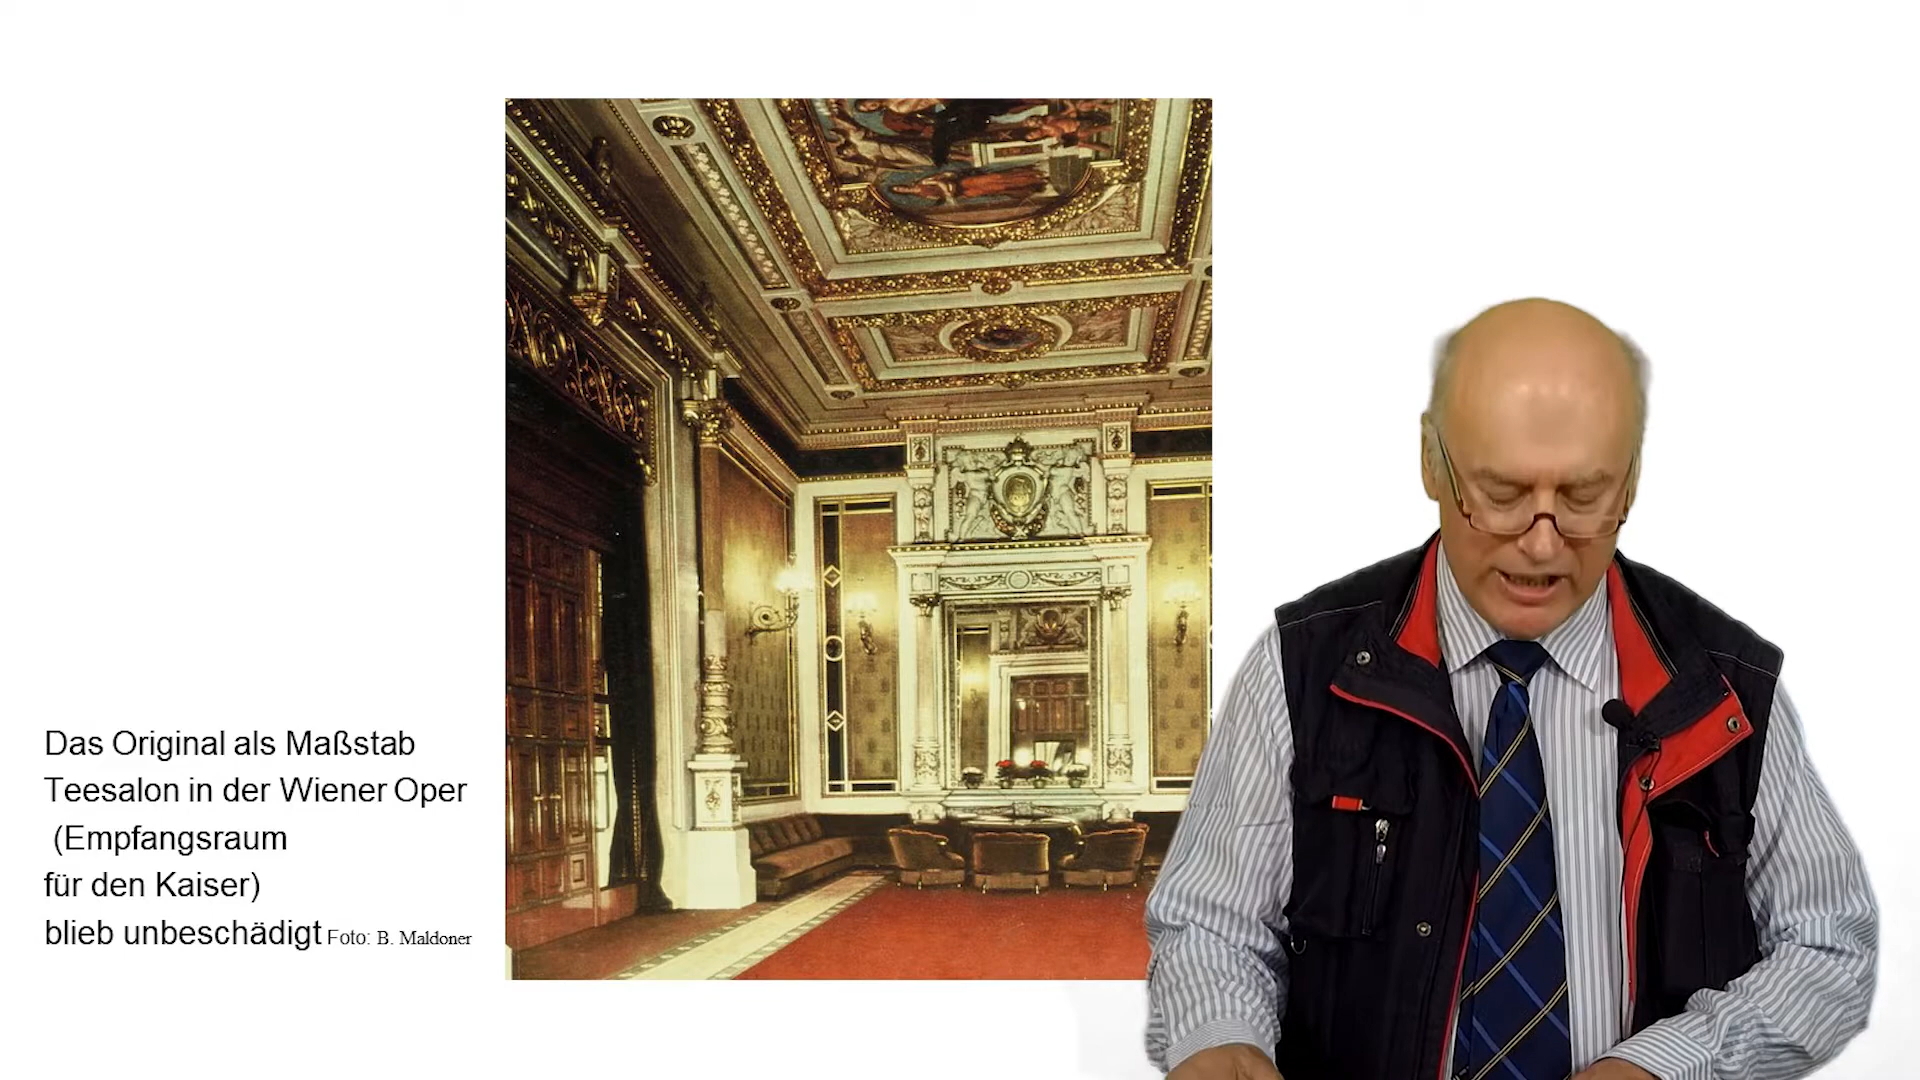 Das Original als Maßstab
Teesalon in der Wiener Oper
(Empfangsraum
für den Kaiser)
blieb unbeschädigt Foto: B. Maldoner